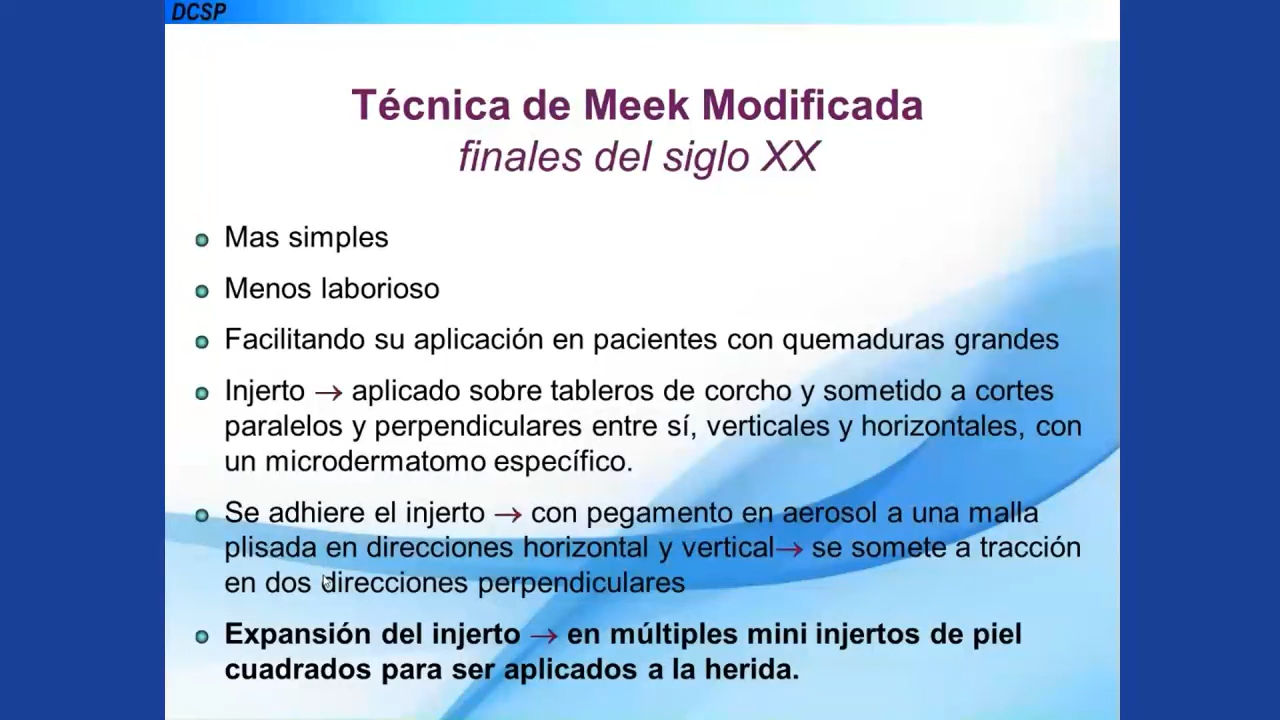 DCSP
Técnica de Meek Modificada
finales del siglo XX
Mas simples
Menos laborioso
Facilitando su aplicación en pacientes con quemaduras grandes
Injerto → aplicado sobre tableros de corcho y sometido a cortes
paralelos y perpendiculares entre sí, verticales y horizontales, con
un microdermatomo específico.
Se adhiere el injerto → con pegamento en aerosol a una malla
plisada en direcciones horizontal y vertical→ se somete a tracción
en dos direcciones perpendiculares
Expansión del injerto → en múltiples mini injertos de piel
cuadrados para ser aplicados a la herida.